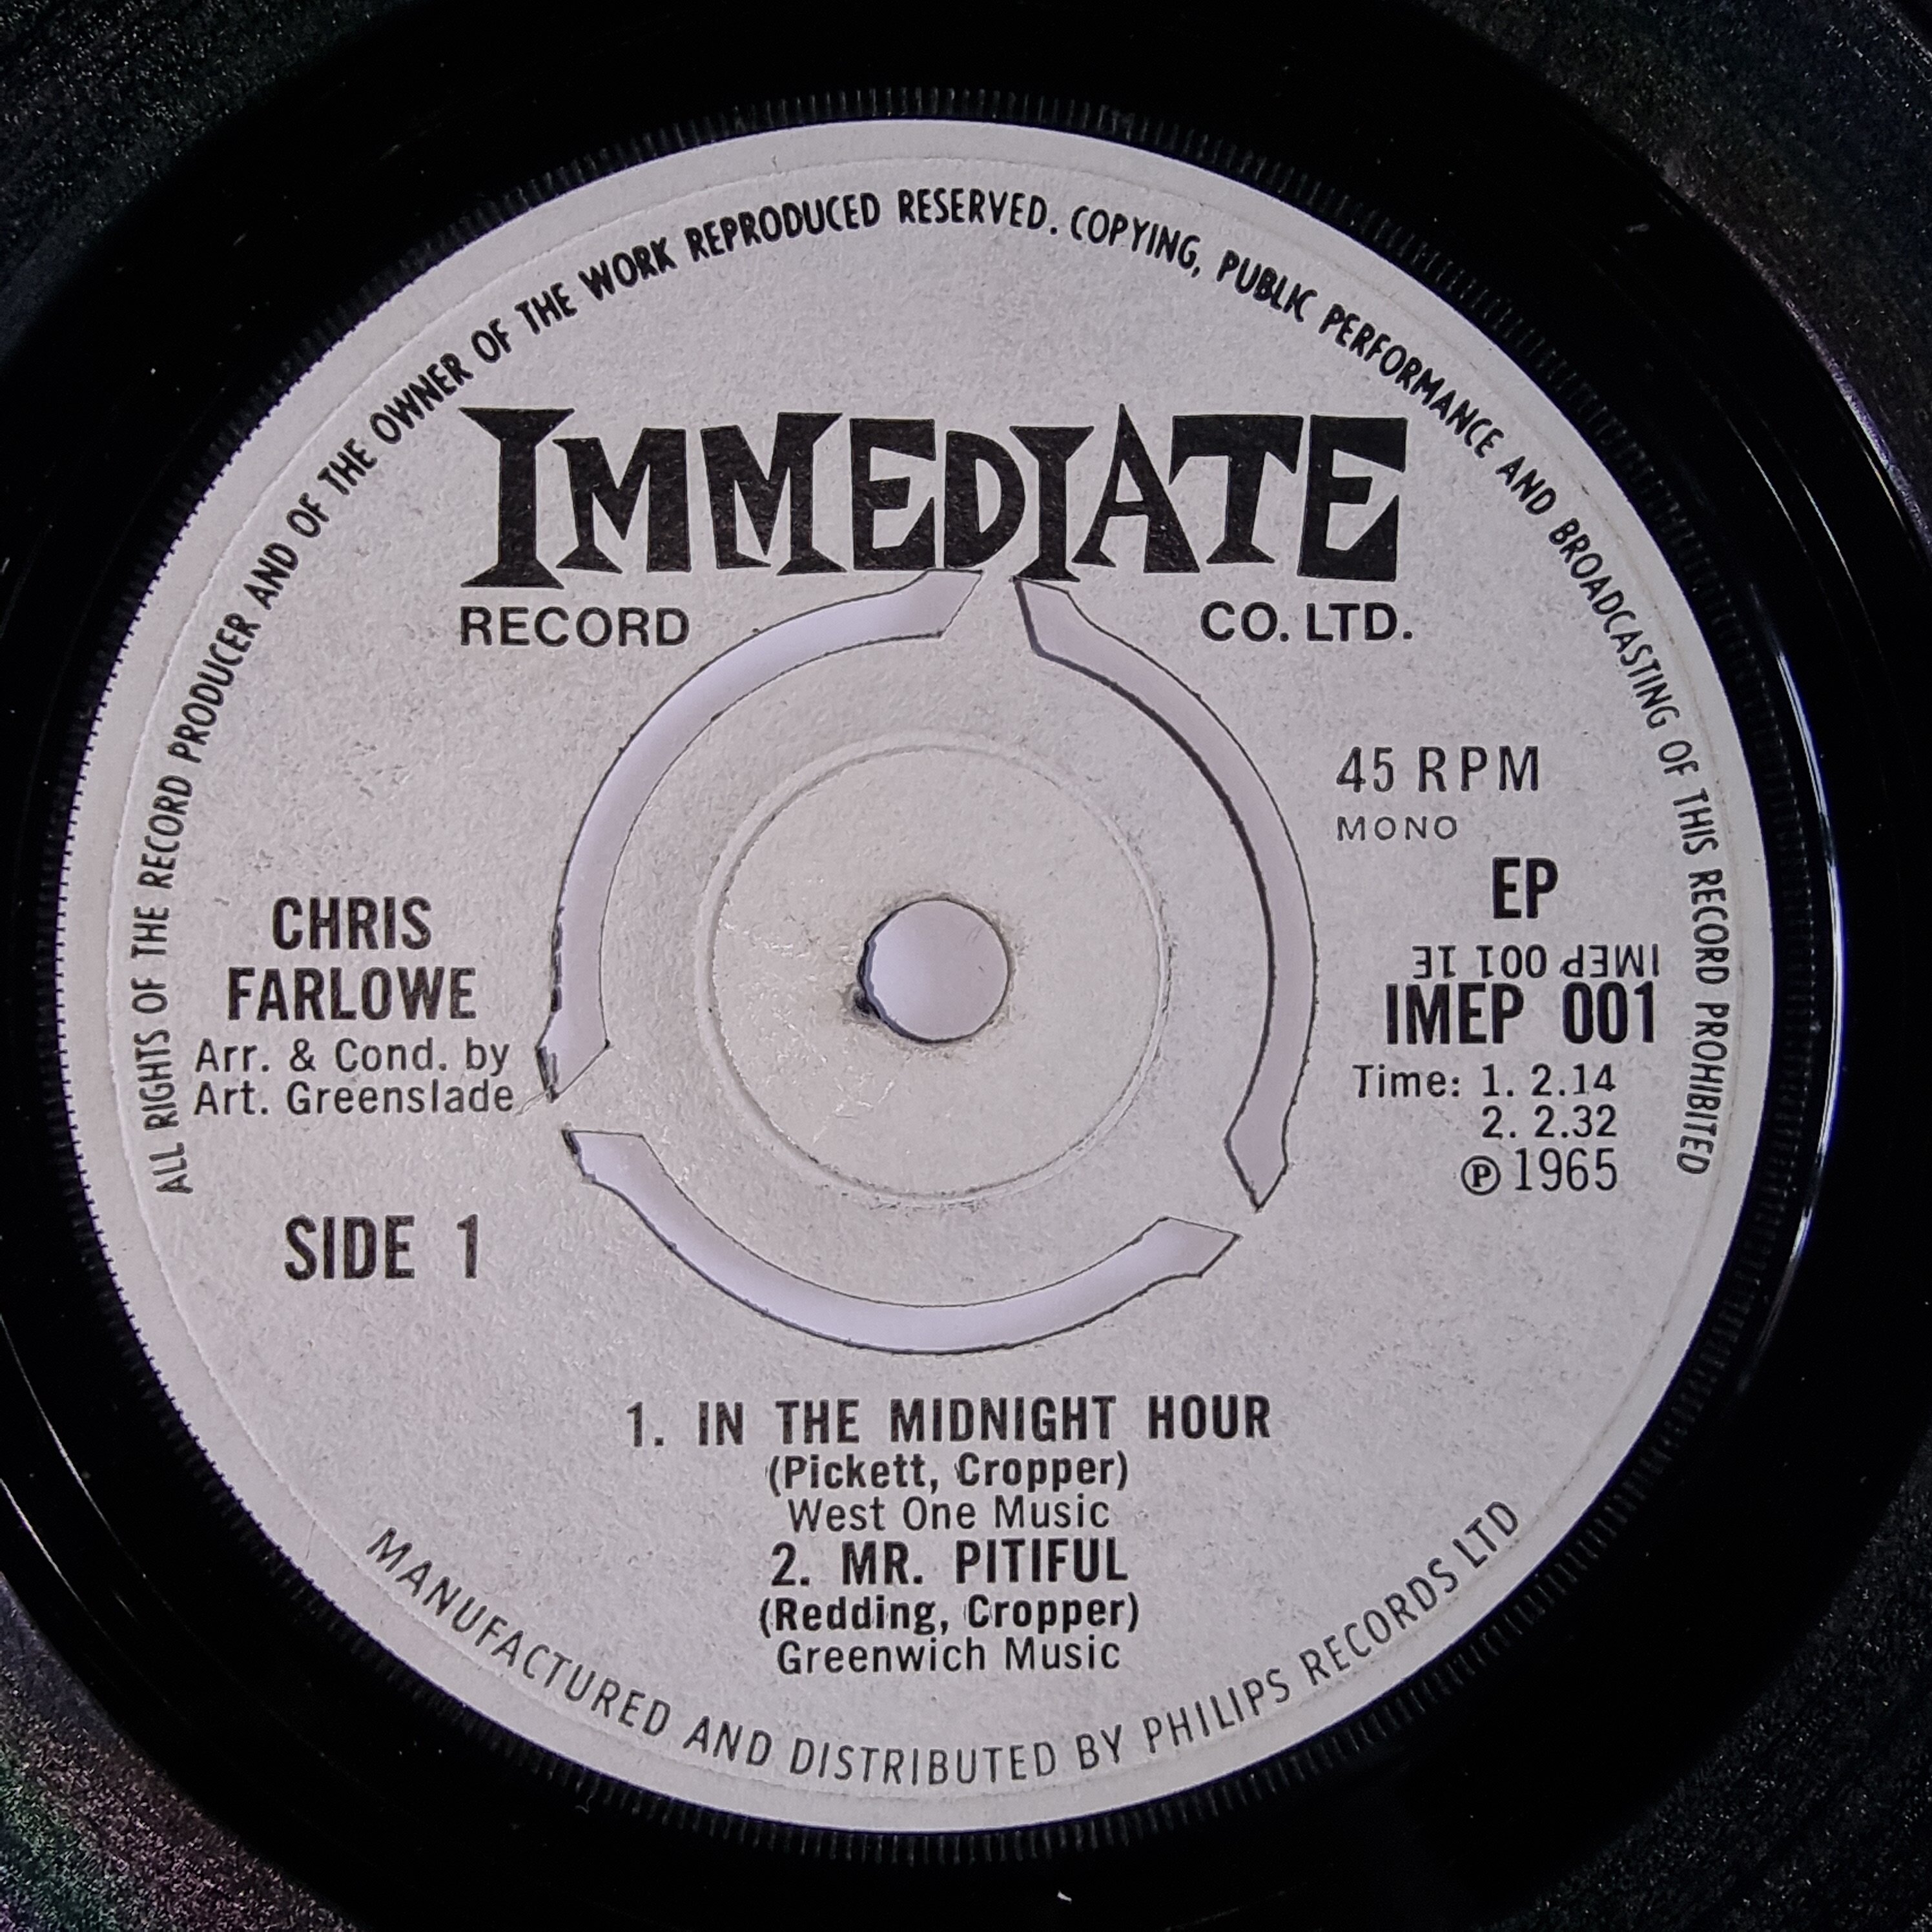 ALL RIGHTS OF THE RECORD PRODUCER AND OF THE OWNER OF THE WORK REPRODUCED RESERVED. COPYING, PUBLIC PERFORMANCE AND BROADCASTING OF THIS RECORD PROHIBITED
IMMEDIATE
RECORD CO. LTD.
45 RPM
MONO
EP
IMEP 001 1E
IMEP 001
Time: 1. 2.14
2. 2.32
Ⓟ 1965
CHRIS
FARLOWE
Arr. & Cond. by
Art. Greenslade
SIDE 1
1. IN THE MIDNIGHT HOUR
(Pickett, Cropper)
West One Music
2. MR. PITIFUL
(Redding, Cropper)
Greenwich Music
MANUFACTURED AND DISTRIBUTED BY PHILIPS RECORDS LTD